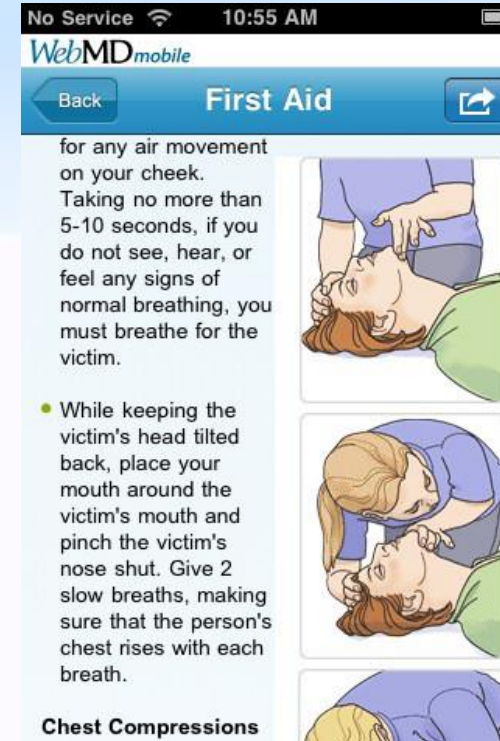 No Service 10:55 AM
WebMD mobile
Back First Aid
for any air movement
on your cheek.
Taking no more than
5-10 seconds, if you
do not see, hear, or
feel any signs of
normal breathing, you
must breathe for the
victim.
• While keeping the
victim's head tilted
back, place your
mouth around the
victim's mouth and
pinch the victim's
nose shut. Give 2
slow breaths, making
sure that the person's
chest rises with each
breath.
Chest Compressions